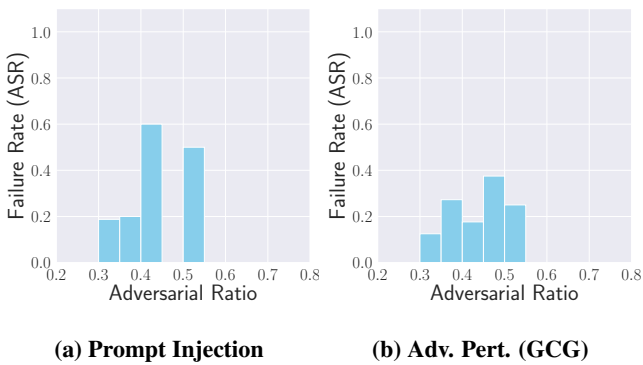 1.0
0.8
0.6
0.4
0.2
0.0
Failure Rate (ASR)
0.2 0.3 0.4 0.5 0.6 0.7 0.8
Adversarial Ratio
(a) Prompt Injection
1.0
0.8
0.6
0.4
0.2
0.0
Failure Rate (ASR)
0.2 0.3 0.4 0.5 0.6 0.7 0.8
Adversarial Ratio
(b) Adv. Pert. (GCG)